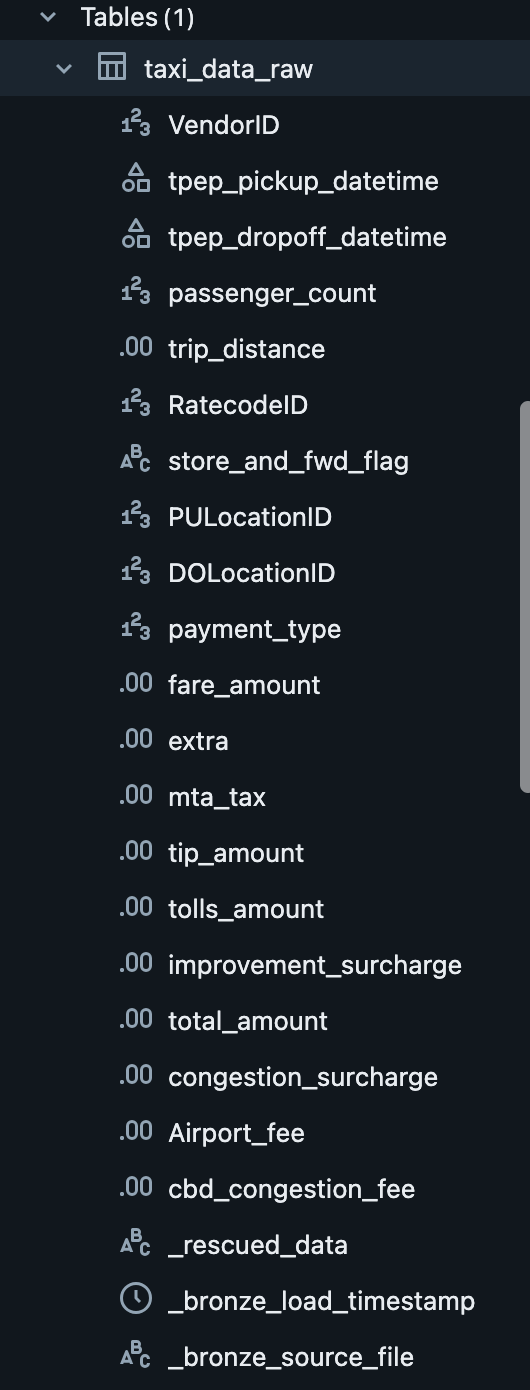 Tables (1)
taxi_data_raw
123 VendorID
tpep_pickup_datetime
tpep_dropoff_datetime
123 passenger_count
.00 trip_distance
123 RatecodeID
ABC store_and_fwd_flag
123 PULocationID
123 DOLocationID
123 payment_type
.00 fare_amount
.00 extra
.00 mta_tax
.00 tip_amount
.00 tolls_amount
.00 improvement_surcharge
.00 total_amount
.00 congestion_surcharge
.00 Airport_fee
.00 cbd_congestion_fee
ABC _rescued_data
_bronze_load_timestamp
ABC _bronze_source_file